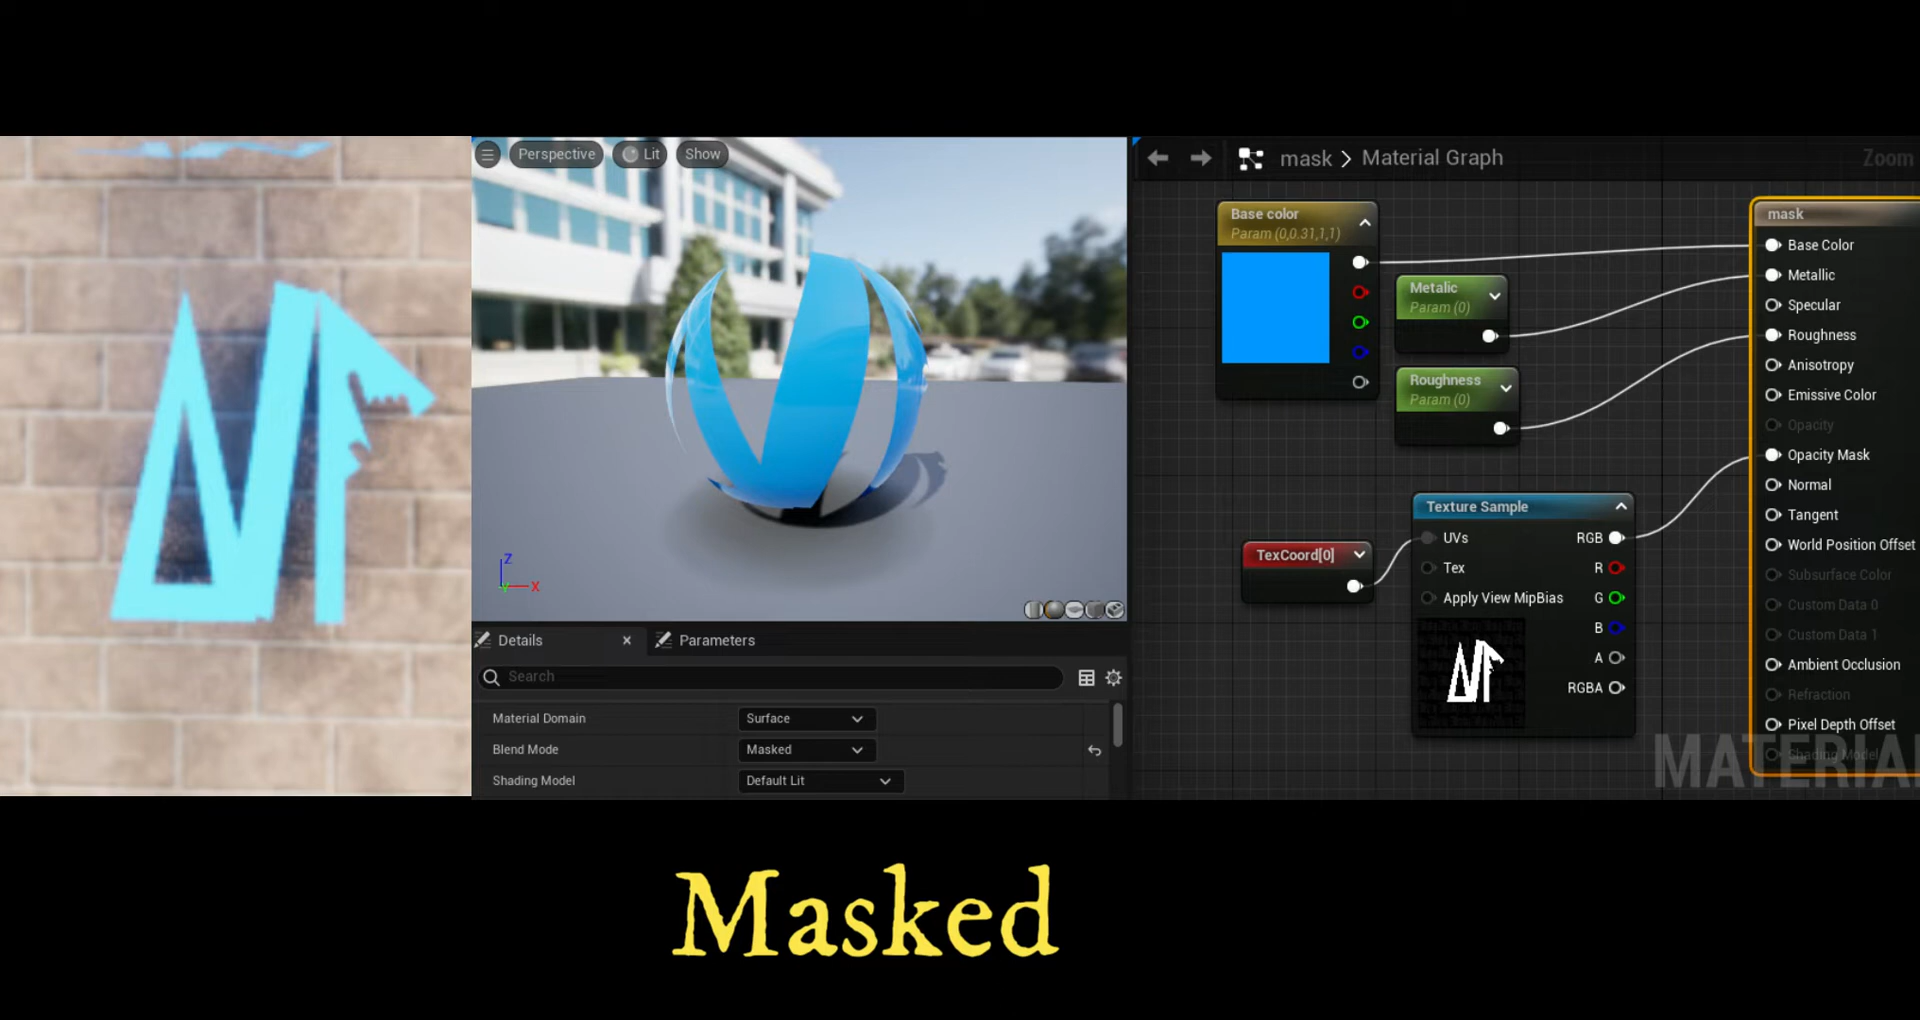 Perspective
Lit
Show
mask > Material Graph
Zoom
Base color
Param (0,0.31,1,1)
Metalic
Param (0)
Roughness
Param (0)
TexCoord[0]
Texture Sample
UVs
RGB
Tex
R
Apply View MipBias
G
B
A
RGBA
mask
Base Color
Metallic
Specular
Roughness
Anisotropy
Emissive Color
Opacity
Opacity Mask
Normal
Tangent
World Position Offset
Subsurface Color
Custom Data 0
Custom Data 1
Ambient Occlusion
Refraction
Pixel Depth Offset
Shading Model
MATERIAL
Z
X
Details
Parameters
Search
Material Domain
Surface
Blend Mode
Masked
Shading Model
Default Lit
Masked